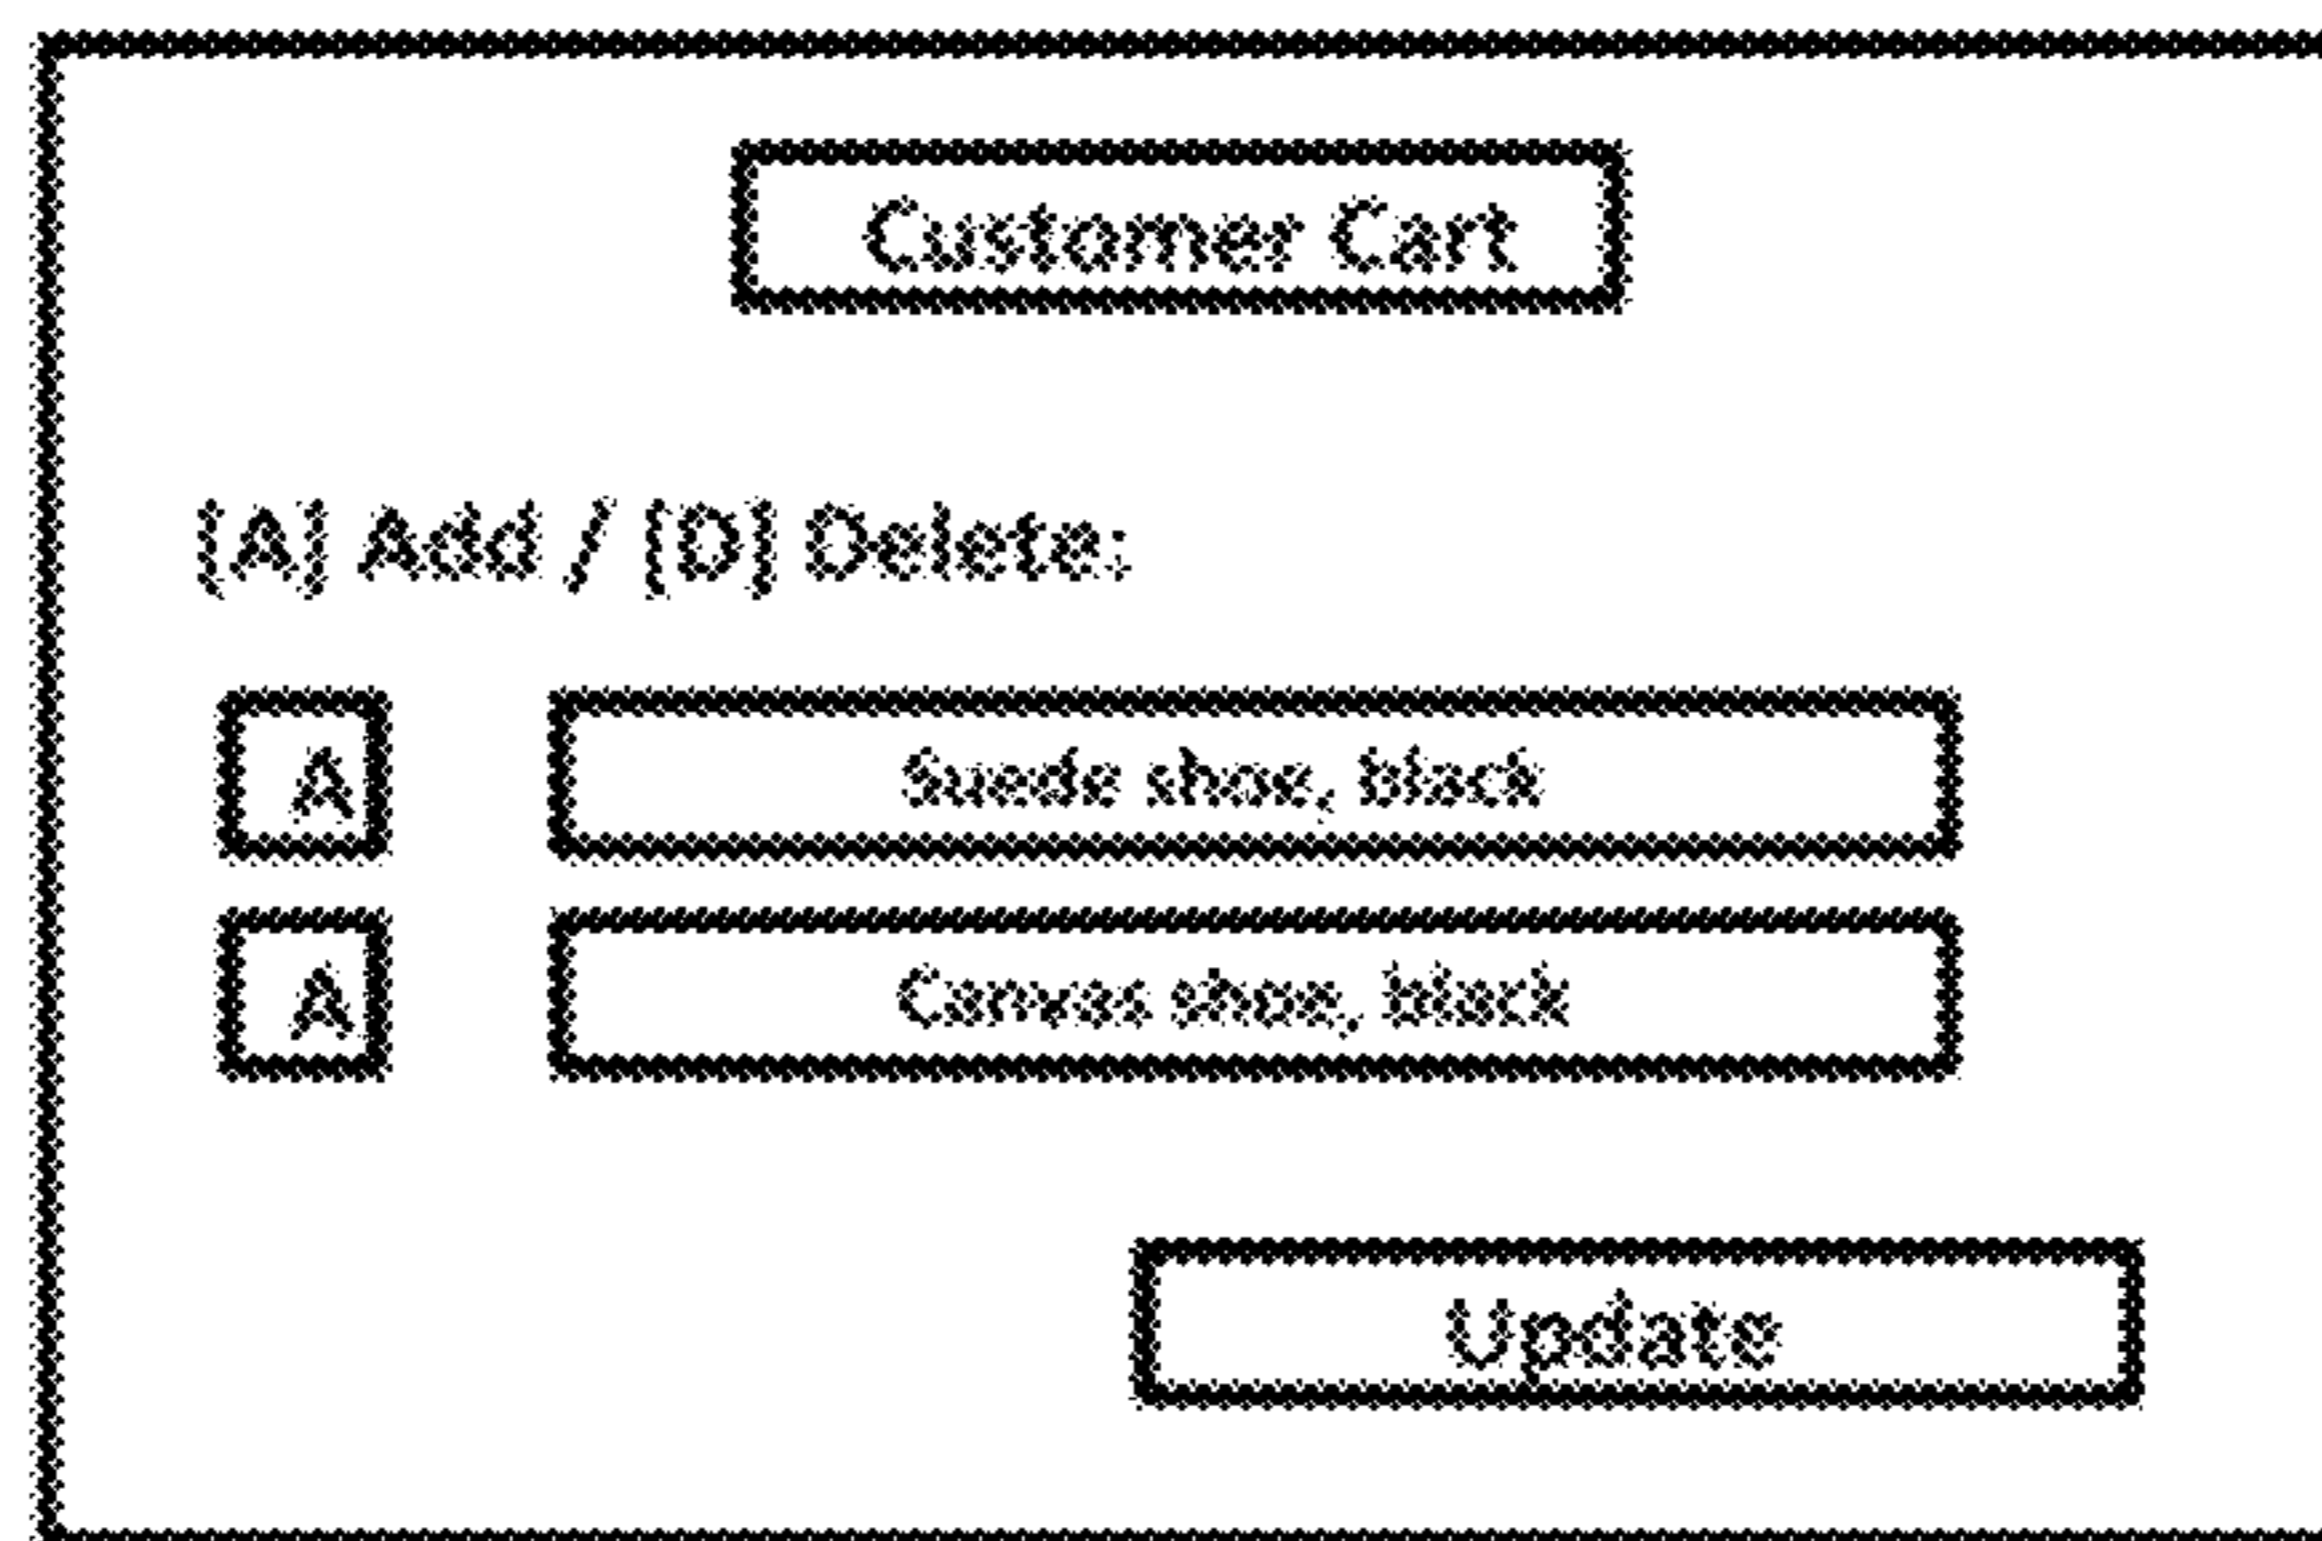 Customer Cart
[A] Add / [D] Delete:
A Suede shoe, black
A Canvas shoe, black
Update